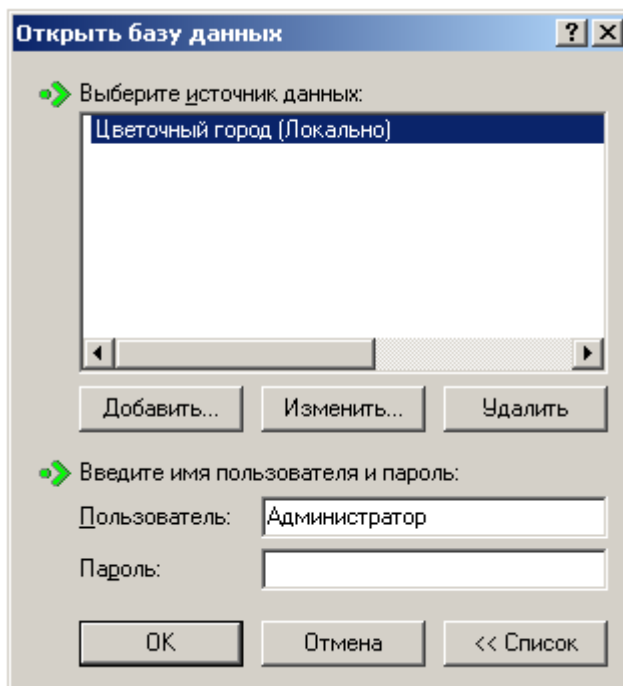 Открыть базу данных
Выберите источник данных:
Цветочный город (Локально)
Добавить... Изменить... Удалить
Введите имя пользователя и пароль:
Пользователь: Администратор
Пароль:
OK Отмена << Список